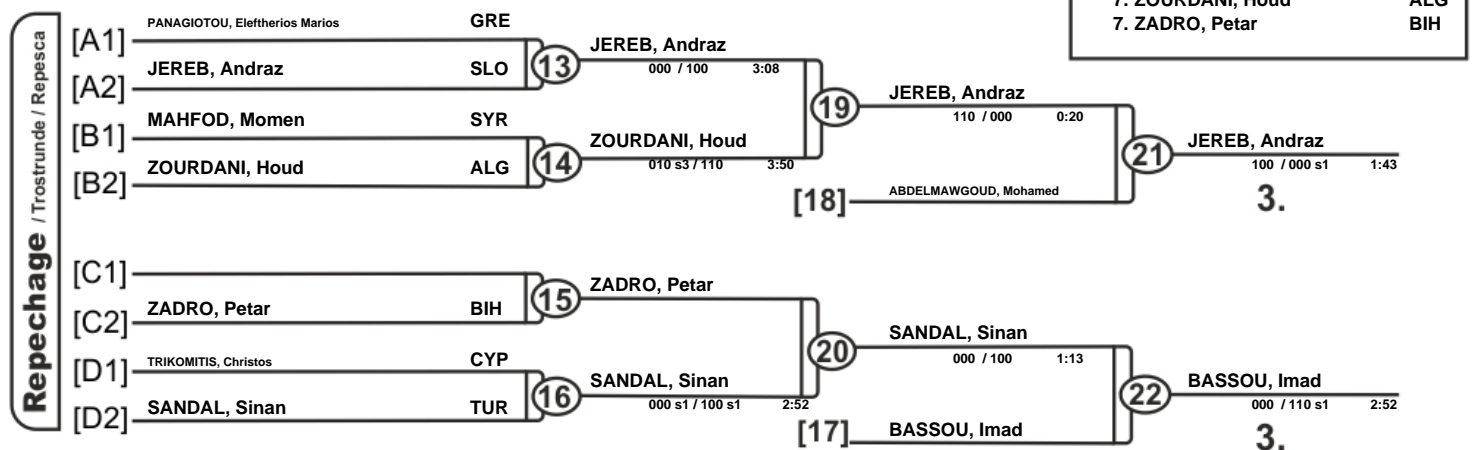 7. ZOURDANI, Houd ALG
7. ZADRO, Petar BIH
Repechage / Trostrunde / Repesca
[A1] PANAGIOTOU, Eleftherios Marios GRE
[A2] JEREB, Andraz SLO
13 JEREB, Andraz
000 / 100 3:08
[B1] MAHFOD, Momen SYR
[B2] ZOURDANI, Houd ALG
14 ZOURDANI, Houd
010 s3 / 110 3:50
19 JEREB, Andraz
110 / 000 0:20
[18] ABDELMAWGOUD, Mohamed
21 JEREB, Andraz
100 / 000 s1 1:43
3.
[C1]
[C2] ZADRO, Petar BIH
15 ZADRO, Petar
[D1] TRIKOMITIS, Christos CYP
[D2] SANDAL, Sinan TUR
16 SANDAL, Sinan
000 s1 / 100 s1 2:52
20 SANDAL, Sinan
000 / 100 1:13
[17] BASSOU, Imad
22 BASSOU, Imad
000 / 110 s1 2:52
3.